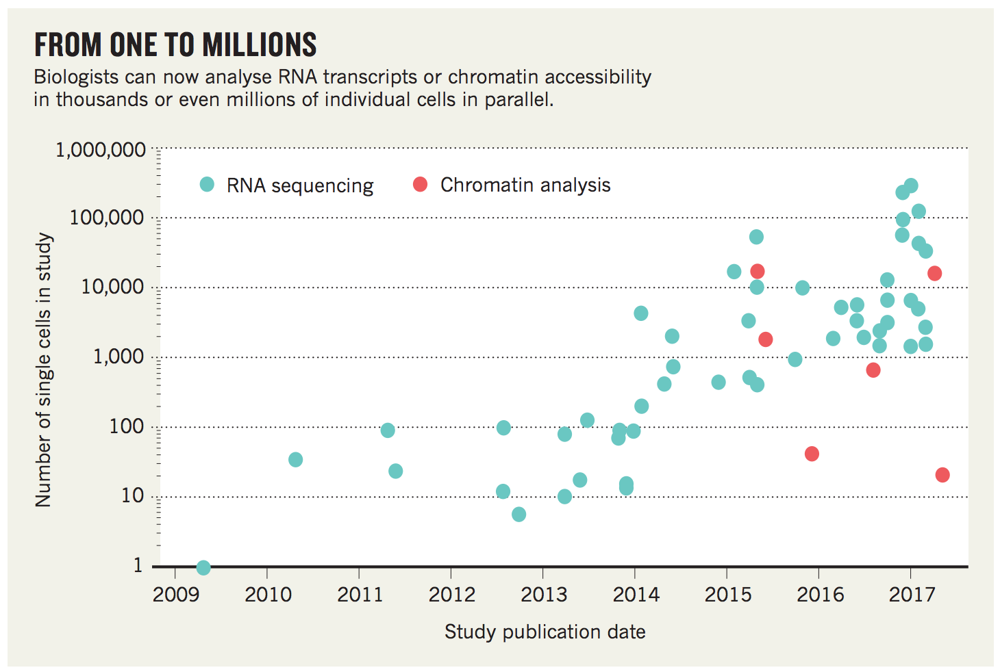 FROM ONE TO MILLIONS
Biologists can now analyse RNA transcripts or chromatin accessibility
in thousands or even millions of individual cells in parallel.
1,000,000
RNA sequencing
Chromatin analysis
100,000
10,000
1,000
100
10
1
Number of single cells in study
2009 2010 2011 2012 2013 2014 2015 2016 2017
Study publication date